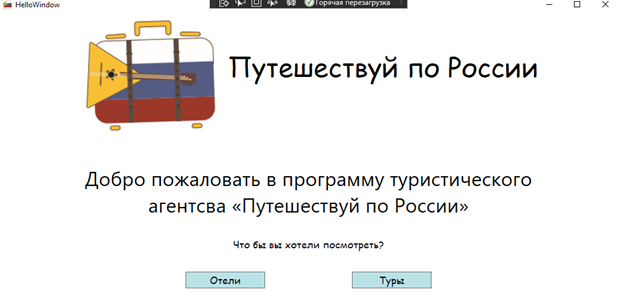 HelloWindow
Горячая перезагрузка
Путешествуй по России
Добро пожаловать в программу туристического
агентсва «Путешествуй по России»
Что бы вы хотели посмотреть?
Отели Туры